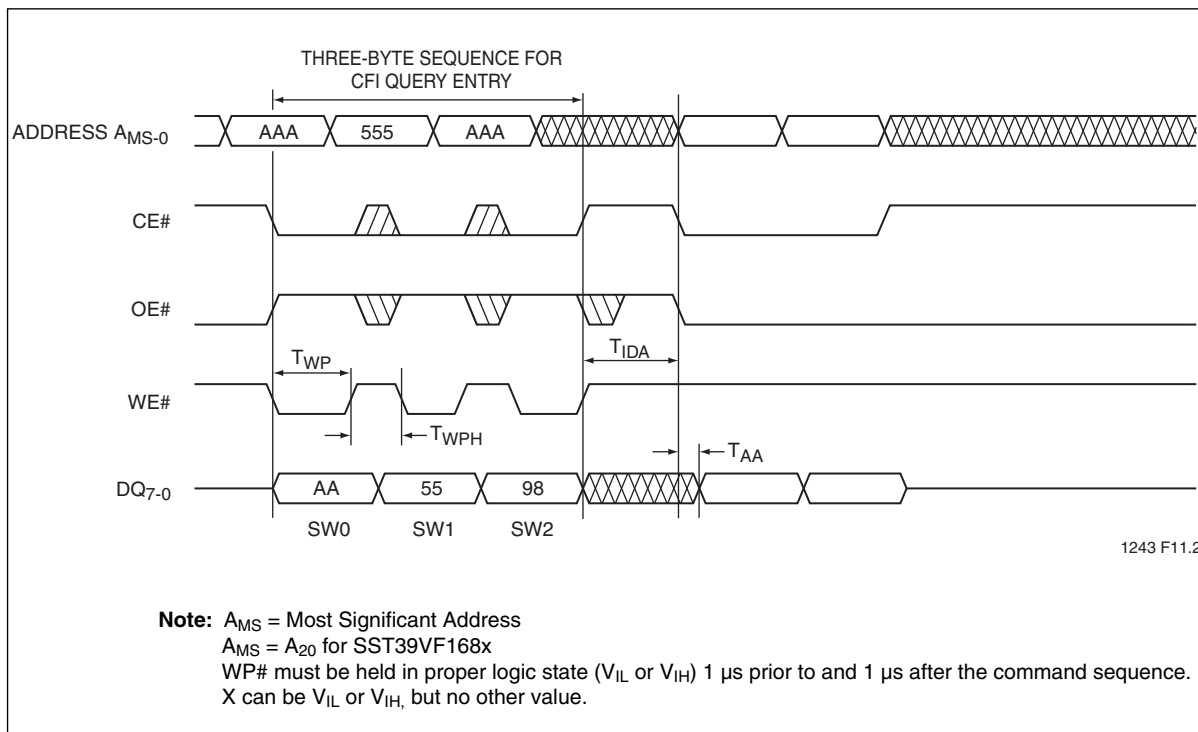 THREE-BYTE SEQUENCE FOR
CFI QUERY ENTRY
ADDRESS AMS-0
AAA 555 AAA
CE#
OE#
TWP
TIDA
WE#
TWPH
TAA
DQ7-0
AA 55 98
SW0 SW1 SW2
1243 F11.2
Note: AMS = Most Significant Address
AMS = A20 for SST39VF168x
WP# must be held in proper logic state (VIL or VIH) 1 µs prior to and 1 µs after the command sequence.
X can be VIL or VIH, but no other value.